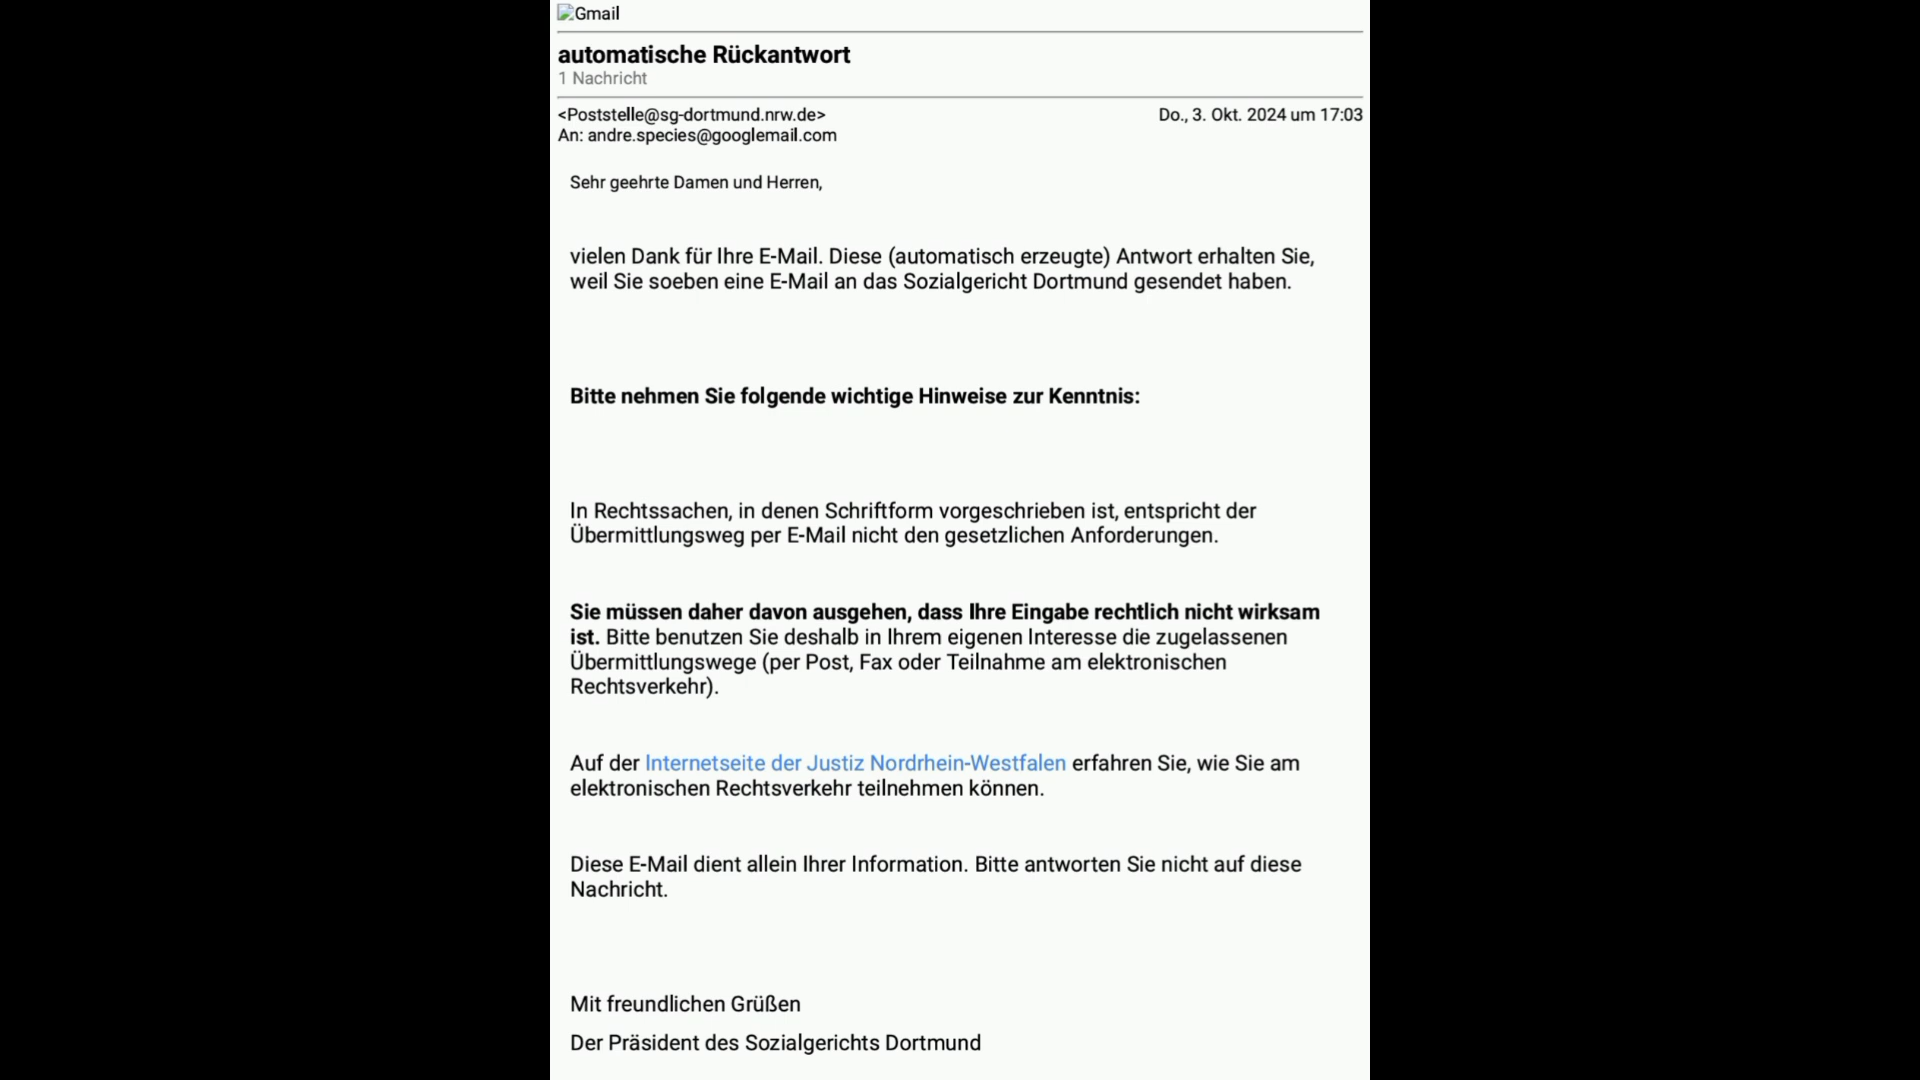 Gmail
automatische Rückantwort
1 Nachricht
<Poststelle@sg-dortmund.nrw.de> Do., 3. Okt. 2024 um 17:03
An: andre.species@googlemail.com
Sehr geehrte Damen und Herren,
vielen Dank für Ihre E-Mail. Diese (automatisch erzeugte) Antwort erhalten Sie,
weil Sie soeben eine E-Mail an das Sozialgericht Dortmund gesendet haben.
Bitte nehmen Sie folgende wichtige Hinweise zur Kenntnis:
In Rechtssachen, in denen Schriftform vorgeschrieben ist, entspricht der
Übermittlungsweg per E-Mail nicht den gesetzlichen Anforderungen.
Sie müssen daher davon ausgehen, dass Ihre Eingabe rechtlich nicht wirksam
ist. Bitte benutzen Sie deshalb in Ihrem eigenen Interesse die zugelassenen
Übermittlungswege (per Post, Fax oder Teilnahme am elektronischen
Rechtsverkehr).
Auf der Internetseite der Justiz Nordrhein-Westfalen erfahren Sie, wie Sie am
elektronischen Rechtsverkehr teilnehmen können.
Diese E-Mail dient allein Ihrer Information. Bitte antworten Sie nicht auf diese
Nachricht.
Mit freundlichen Grüßen
Der Präsident des Sozialgerichts Dortmund